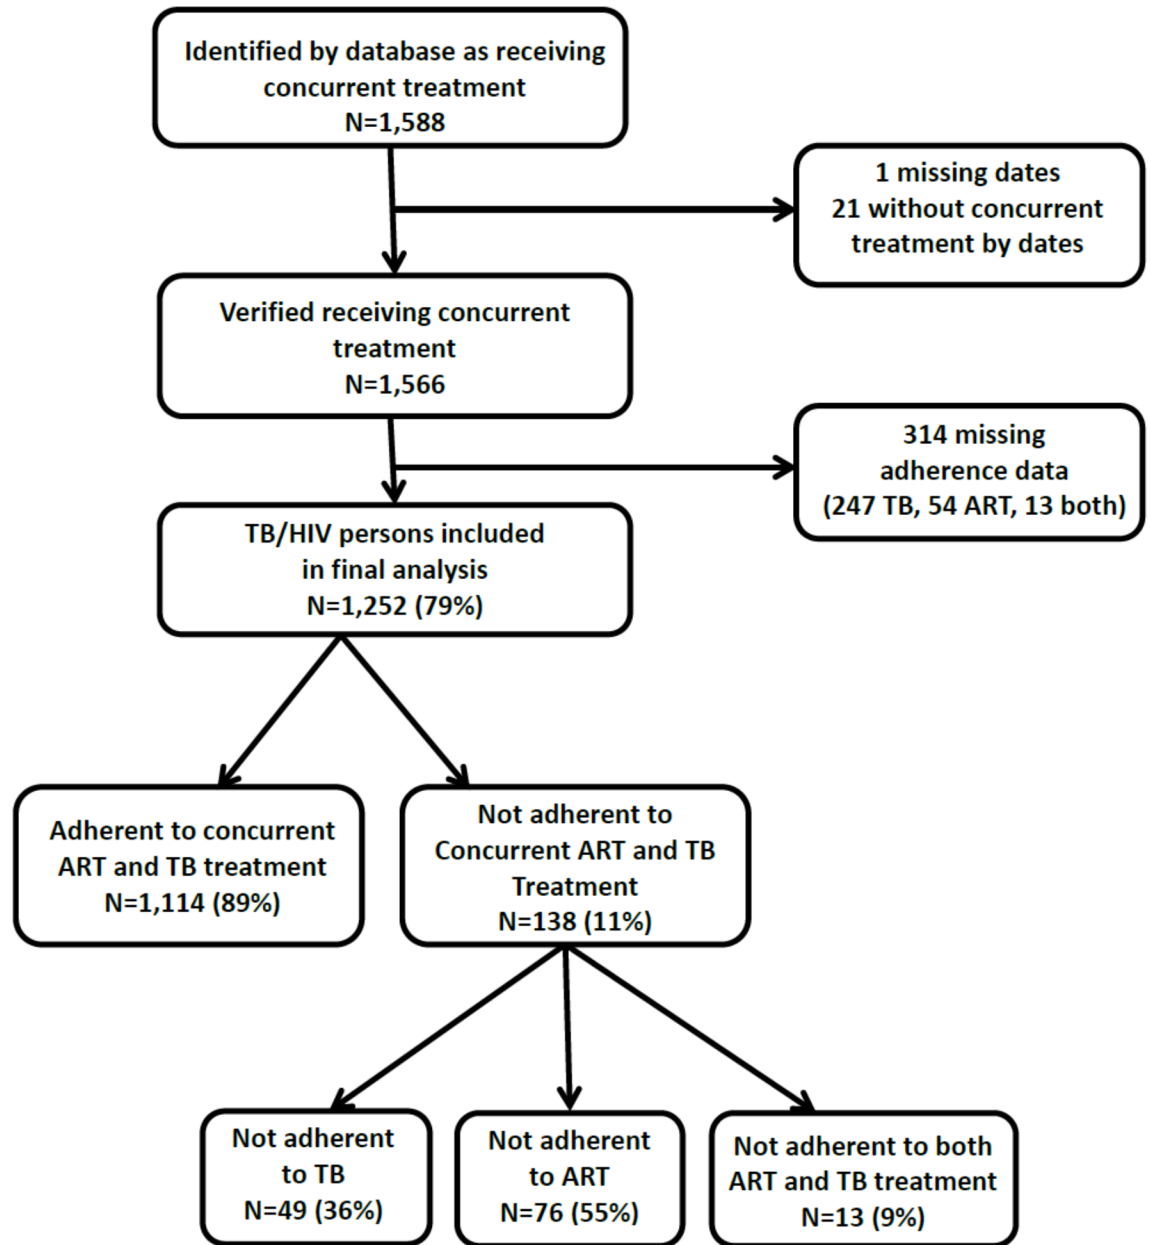 Identified by database as receiving
concurrent treatment
N=1,588
1 missing dates
21 without concurrent
treatment by dates
Verified receiving concurrent
treatment
N=1,566
314 missing
adherence data
(247 TB, 54 ART, 13 both)
TB/HIV persons included
in final analysis
N=1,252 (79%)
Adherent to concurrent
ART and TB treatment
N=1,114 (89%)
Not adherent to
Concurrent ART and TB
Treatment
N=138 (11%)
Not adherent
to TB
N=49 (36%)
Not adherent
to ART
N=76 (55%)
Not adherent to both
ART and TB treatment
N=13 (9%)